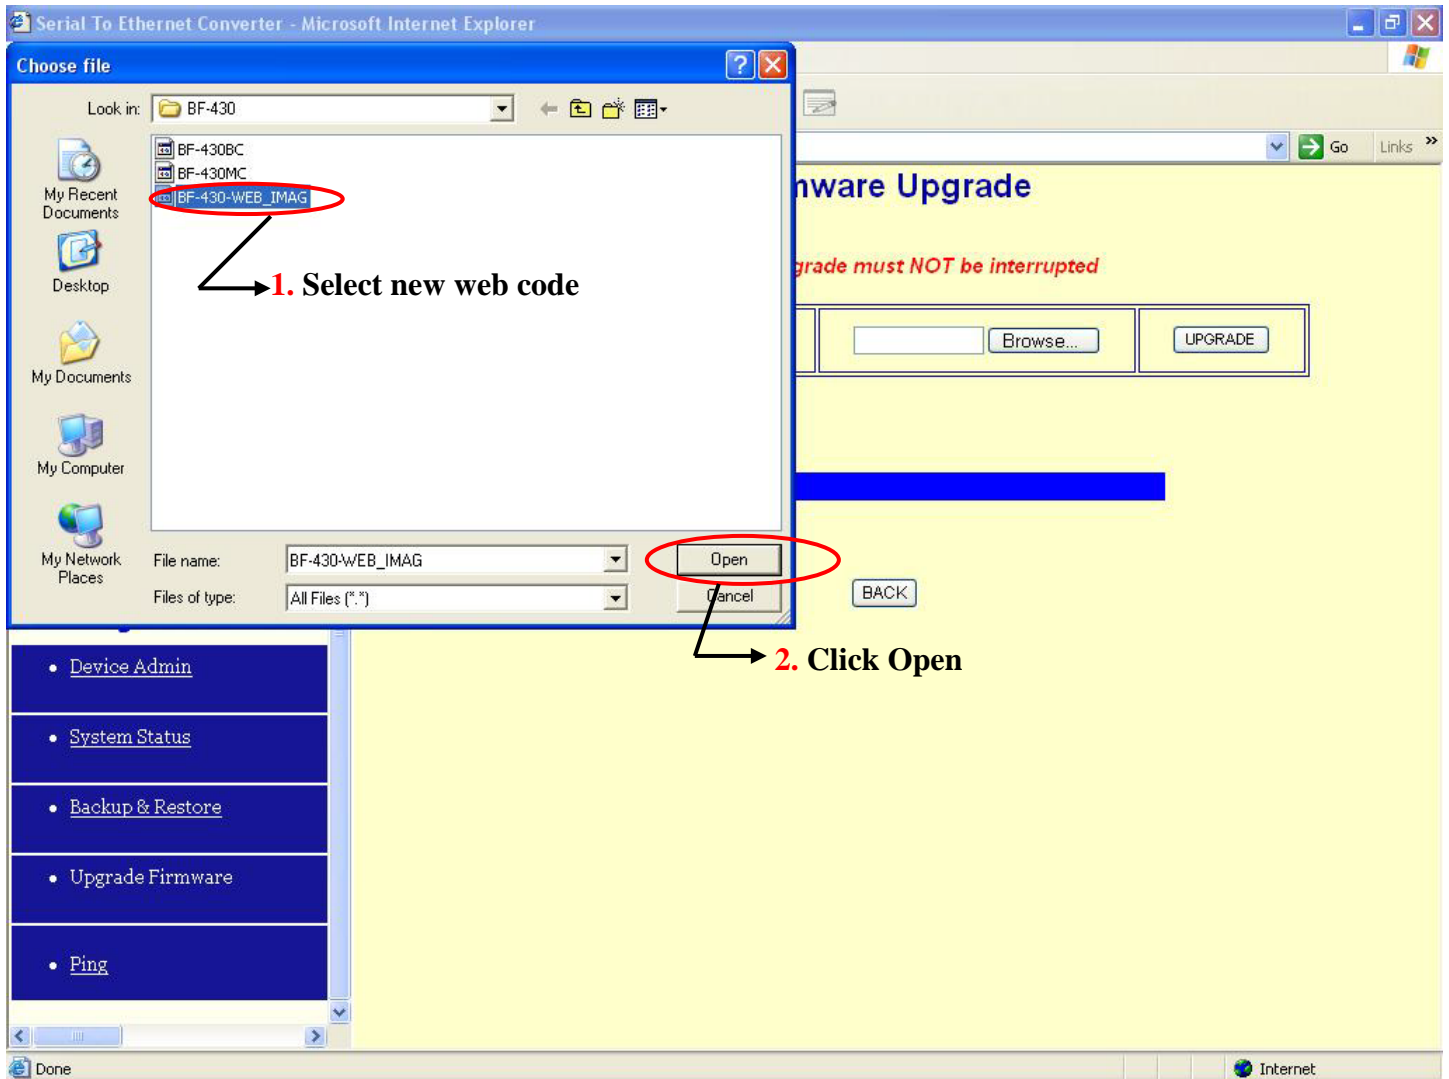 Serial To Ethernet Converter - Microsoft Internet Explorer
Choose file
Look in:
BF-430
Go
Links
BF-430BC
BF-430MC
BF-430-WEB_IMAG
My Recent
Documents
Desktop
My Documents
My Computer
My Network
Places
1. Select new web code
File name:
BF-430-WEB_IMAG
Open
Files of type:
All Files (*.*)
Cancel
2. Click Open
ware Upgrade
grade must NOT be interrupted
Browse...
UPGRADE
BACK
Device Admin
System Status
Backup & Restore
Upgrade Firmware
Ping
Done
Internet